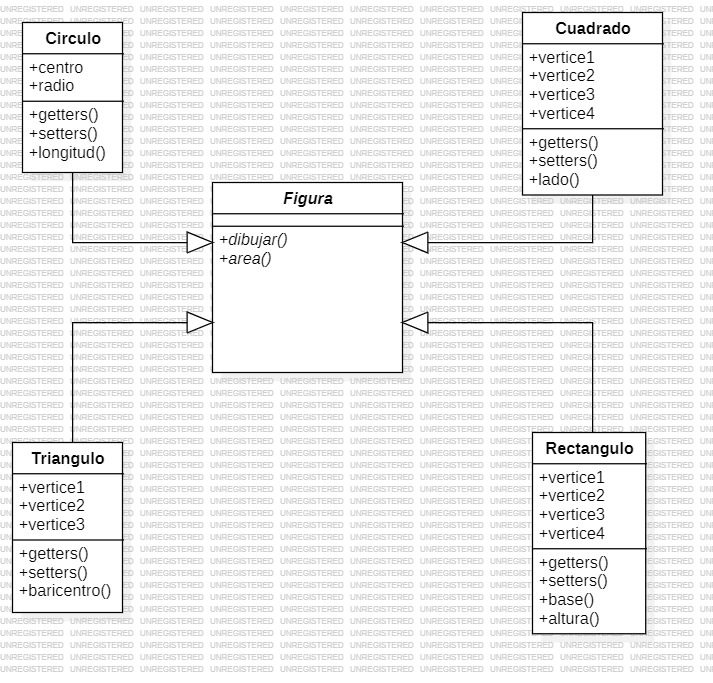 Circulo
+centro
+radio
+getters()
+setters()
+longitud()
Cuadrado
+vertice1
+vertice2
+vertice3
+vertice4
+getters()
+setters()
+lado()
Figura
+dibujar()
+area()
Triangulo
+vertice1
+vertice2
+vertice3
+getters()
+setters()
+baricentro()
Rectangulo
+vertice1
+vertice2
+vertice3
+vertice4
+getters()
+setters()
+base()
+altura()
UNREGISTERED